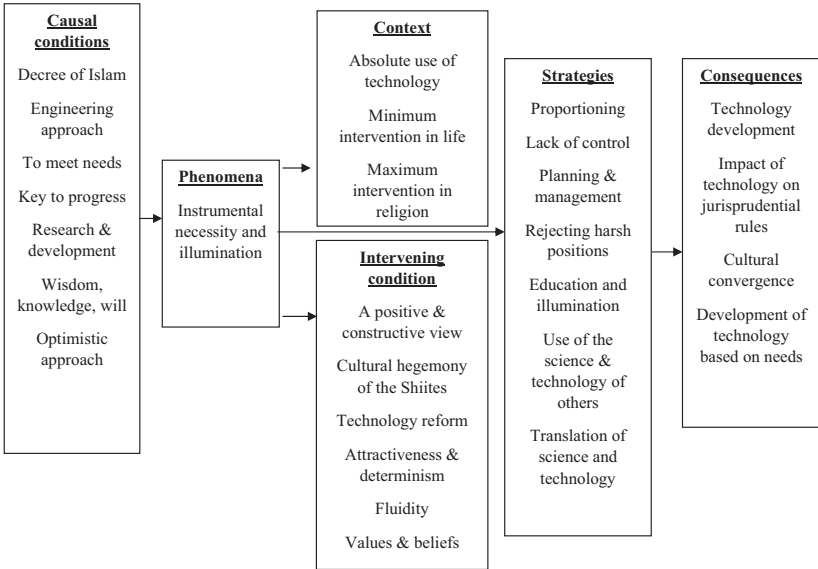 Causal
conditions
Decree of Islam
Engineering
approach
To meet needs
Key to progress
Research &
development
Wisdom,
knowledge, will
Optimistic
approach
Phenomena
Instrumental
necessity and
illumination
Context
Absolute use of
technology
Minimum
intervention in life
Maximum
intervention in
religion
Intervening
condition
A positive &
constructive view
Cultural hegemony
of the Shiites
Technology reform
Attractiveness &
determinism
Fluidity
Values & beliefs
Strategies
Proportioning
Lack of control
Planning &
management
Rejecting harsh
positions
Education and
illumination
Use of the
science &
technology of
others
Translation of
science and
technology
Consequences
Technology
development
Impact of
technology on
jurisprudential
rules
Cultural
convergence
Development of
technology
based on needs